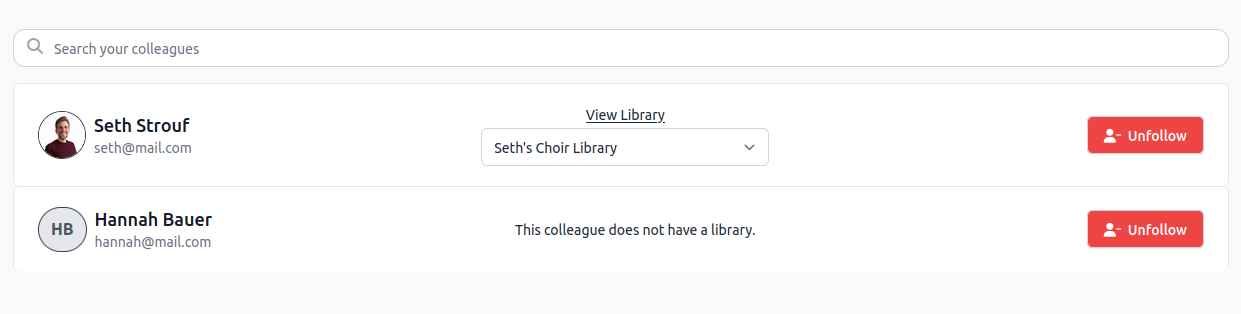 Search your colleagues
Seth Strouf
seth@mail.com
View Library
Seth's Choir Library
Unfollow
HB
Hannah Bauer
hannah@mail.com
This colleague does not have a library.
Unfollow